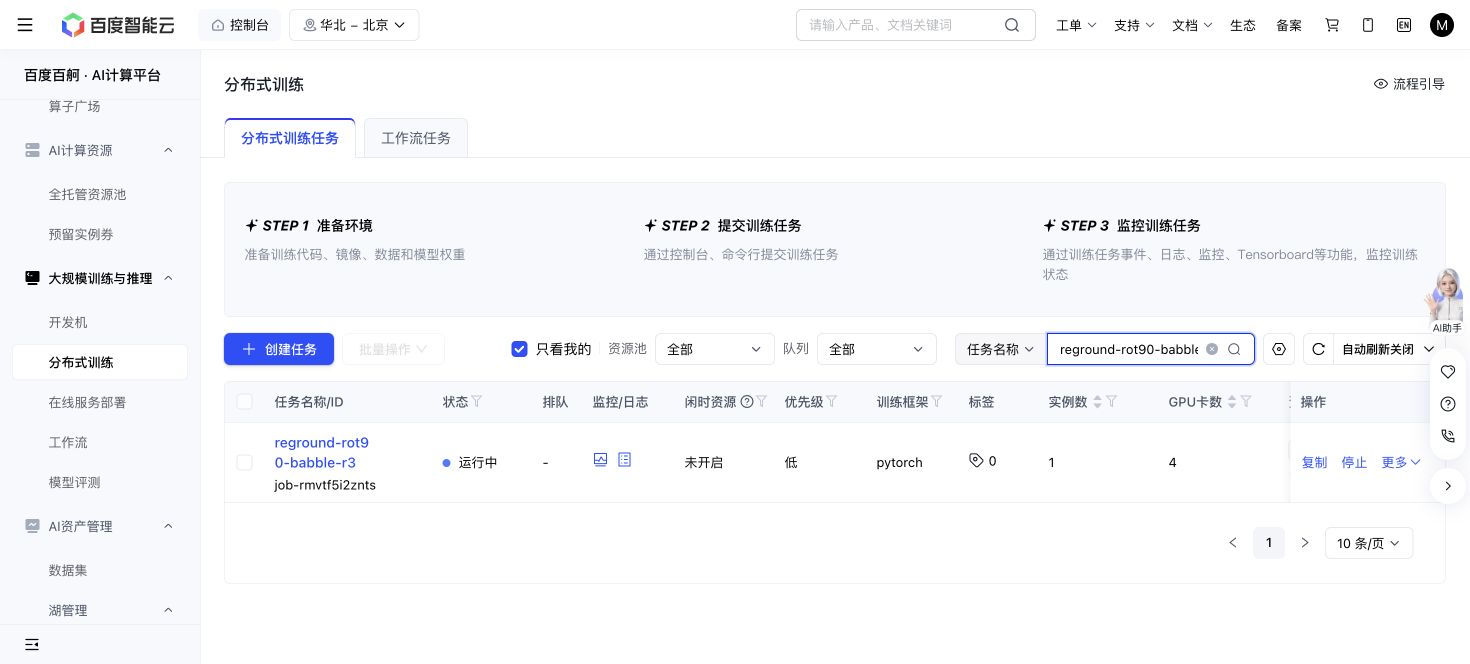 百度智能云
控制台
华北 – 北京
请输入产品、文档关键词
工单
支持
文档
生态
备案
EN
M
百度百舸 · AI计算平台
算子广场
AI计算资源
全托管资源池
预留实例券
大规模训练与推理
开发机
分布式训练
在线服务部署
工作流
模型评测
AI资产管理
数据集
湖管理
分布式训练
流程引导
分布式训练任务
工作流任务
STEP 1 准备环境
准备训练代码、镜像、数据和模型权重
STEP 2 提交训练任务
通过控制台、命令行提交训练任务
STEP 3 监控训练任务
通过训练任务事件、日志、监控、Tensorboard等功能，监控训练
状态
AI助手
创建任务
批量操作
只看我的
资源池
全部
队列
全部
任务名称
reground-rot90-babble
自动刷新关闭
任务名称/ID 状态 排队 监控/日志 闲时资源 优先级 训练框架 标签 实例数 GPU卡数 操作
reground-rot9
0-babble-r3
job-rmvtf5i2znts
运行中 - 未开启 低 pytorch 0 1 4 复制 停止 更多
1
10 条/页